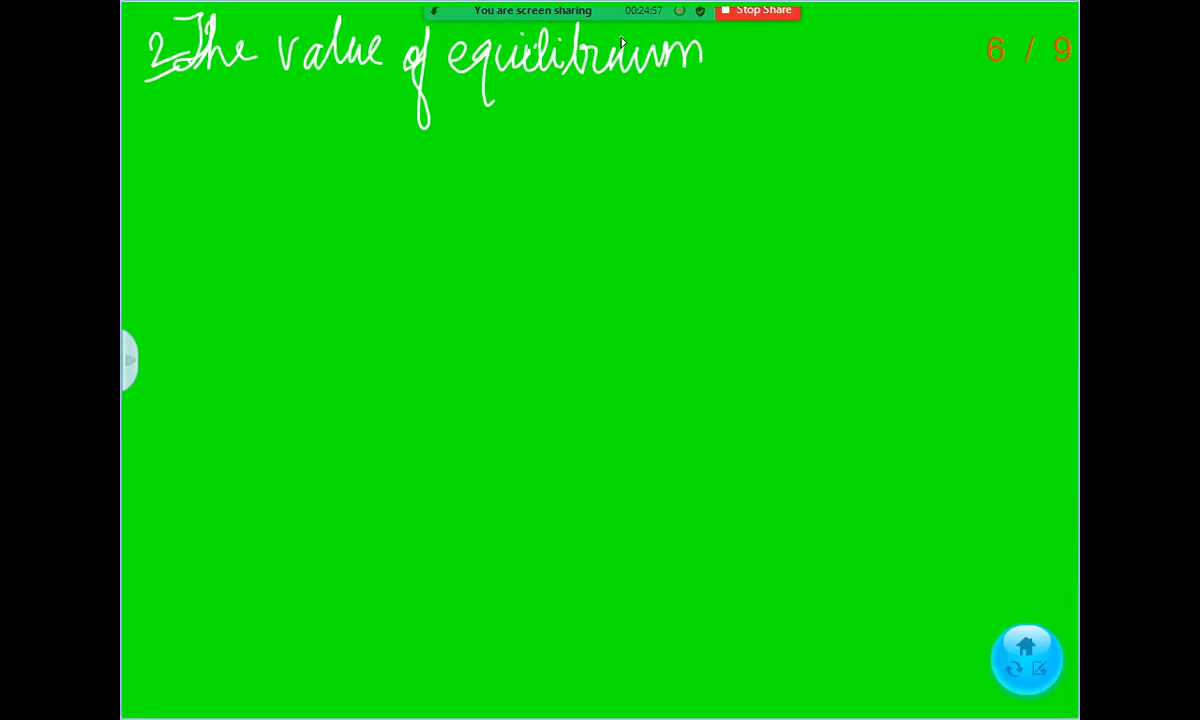 You are screen sharing 00:24:57 Stop Share
2. The value of equilibrium
6 / 9